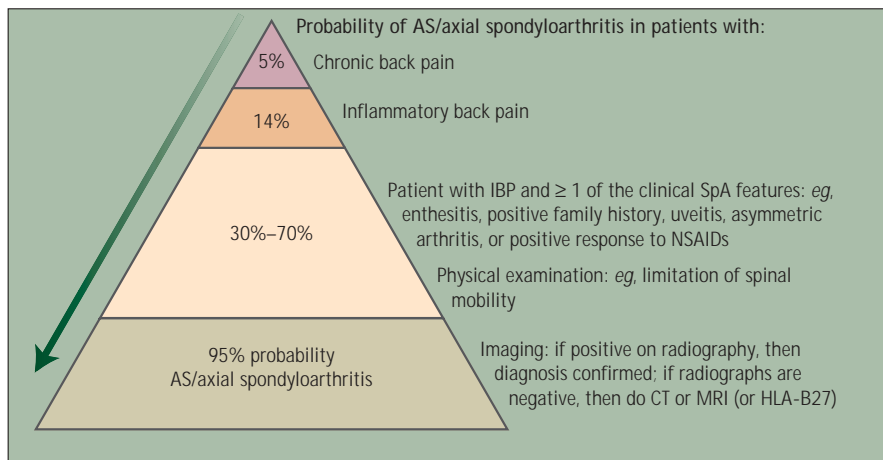 Probability of AS/axial spondyloarthritis in patients with:
5%
Chronic back pain
14%
Inflammatory back pain
30%–70%
Patient with IBP and ≥ 1 of the clinical SpA features: eg,
enthesitis, positive family history, uveitis, asymmetric
arthritis, or positive response to NSAIDs
Physical examination: eg, limitation of spinal
mobility
95% probability
AS/axial spondyloarthritis
Imaging: if positive on radiography, then
diagnosis confirmed; if radiographs are
negative, then do CT or MRI (or HLA-B27)